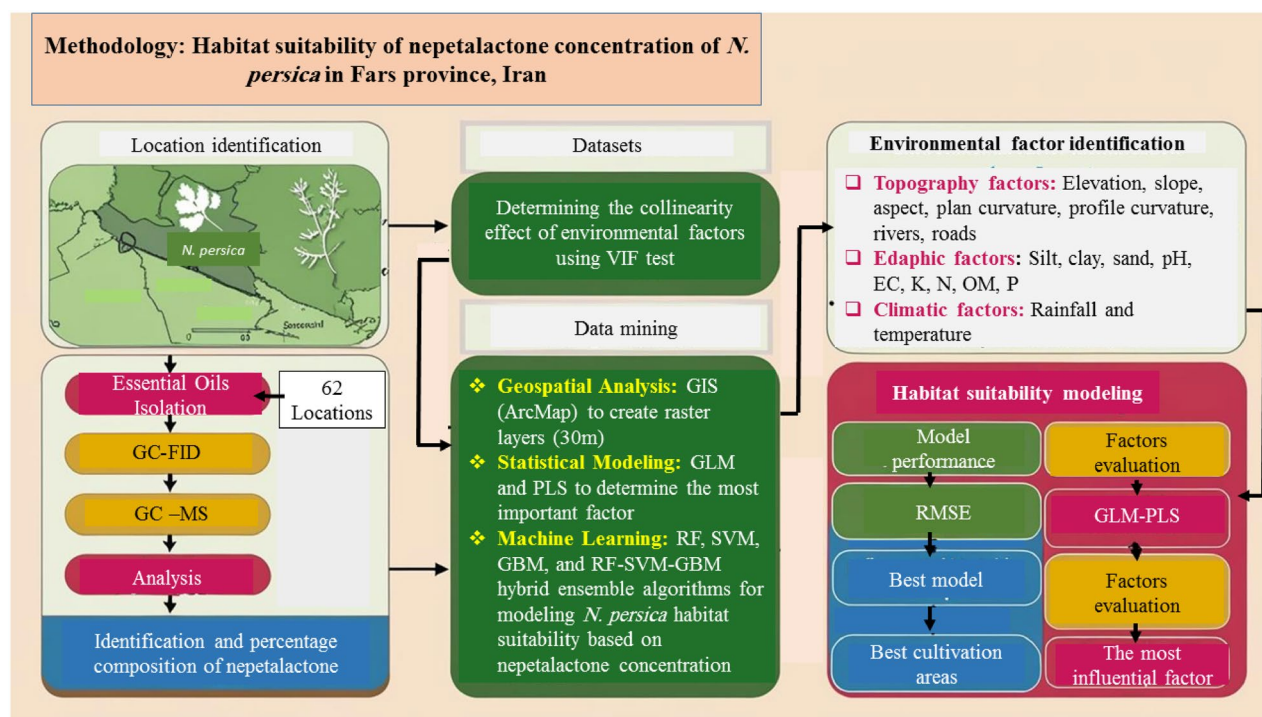 Methodology: Habitat suitability of nepetalactone concentration of N.
persica in Fars province, Iran
Location identification
N. persica
Essential Oils
Isolation
62
Locations
GC-FID
GC –MS
Analysis
Identification and percentage
composition of nepetalactone
Datasets
Determining the collinearity
effect of environmental factors
using VIF test
Data mining
❖ Geospatial Analysis: GIS
(ArcMap) to create raster
layers (30m)
❖ Statistical Modeling: GLM
and PLS to determine the most
important factor
❖ Machine Learning: RF, SVM,
GBM, and RF-SVM-GBM
hybrid ensemble algorithms for
modeling N. persica habitat
suitability based on
nepetalactone concentration
Environmental factor identification
❑ Topography factors: Elevation, slope,
aspect, plan curvature, profile curvature,
rivers, roads
❑ Edaphic factors: Silt, clay, sand, pH,
EC, K, N, OM, P
❑ Climatic factors: Rainfall and
temperature
Habitat suitability modeling
Model
performance
RMSE
Best model
Best cultivation
areas
Factors
evaluation
GLM-PLS
Factors
evaluation
The most
influential factor